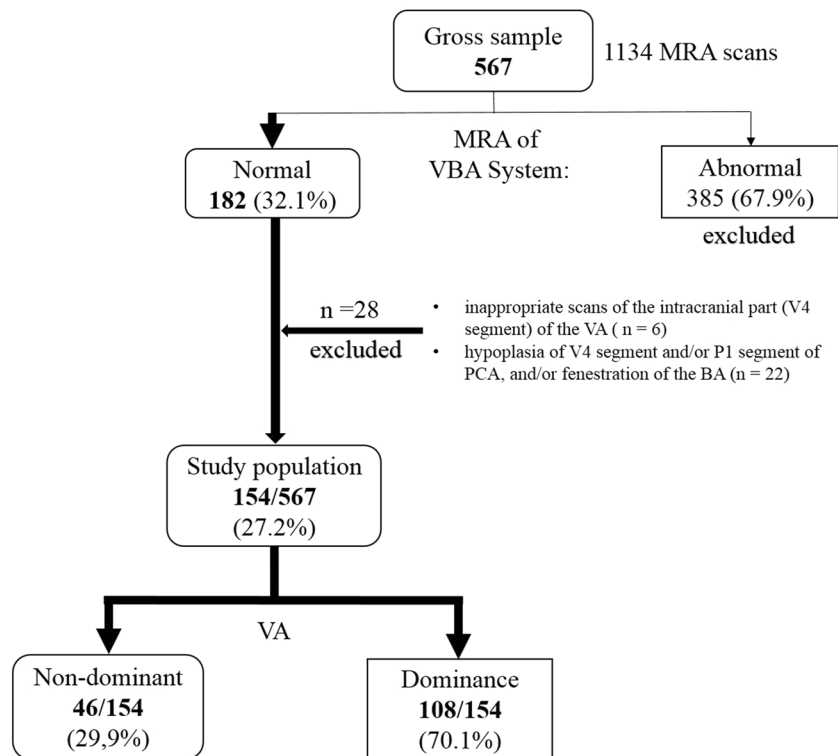 Gross sample
567
1134 MRA scans
MRA of
VBA System:
Normal
182 (32.1%)
Abnormal
385 (67.9%)
excluded
n =28
excluded
• inappropriate scans of the intracranial part (V4
segment) of the VA ( n = 6)
• hypoplasia of V4 segment and/or P1 segment of
PCA, and/or fenestration of the BA (n = 22)
Study population
154/567
(27.2%)
VA
Non-dominant
46/154
(29,9%)
Dominance
108/154
(70.1%)